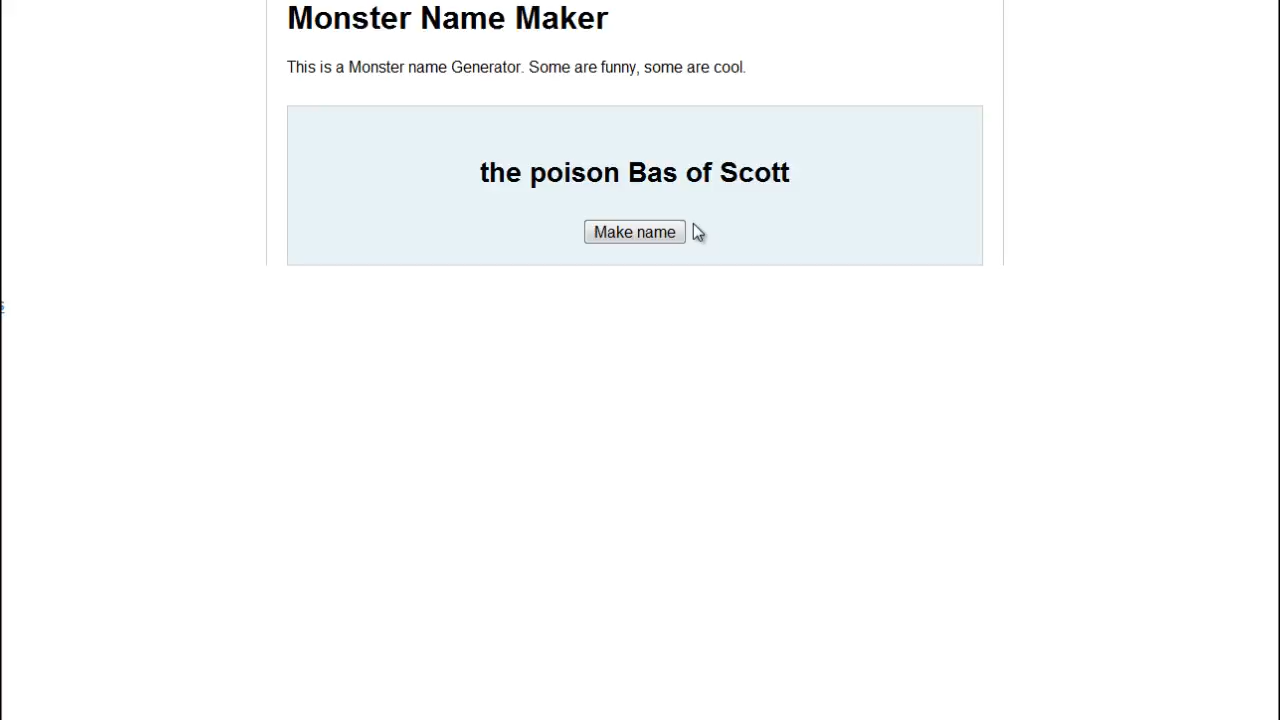 Monster Name Maker
This is a Monster name Generator. Some are funny, some are cool.
the poison Bas of Scott
Make name